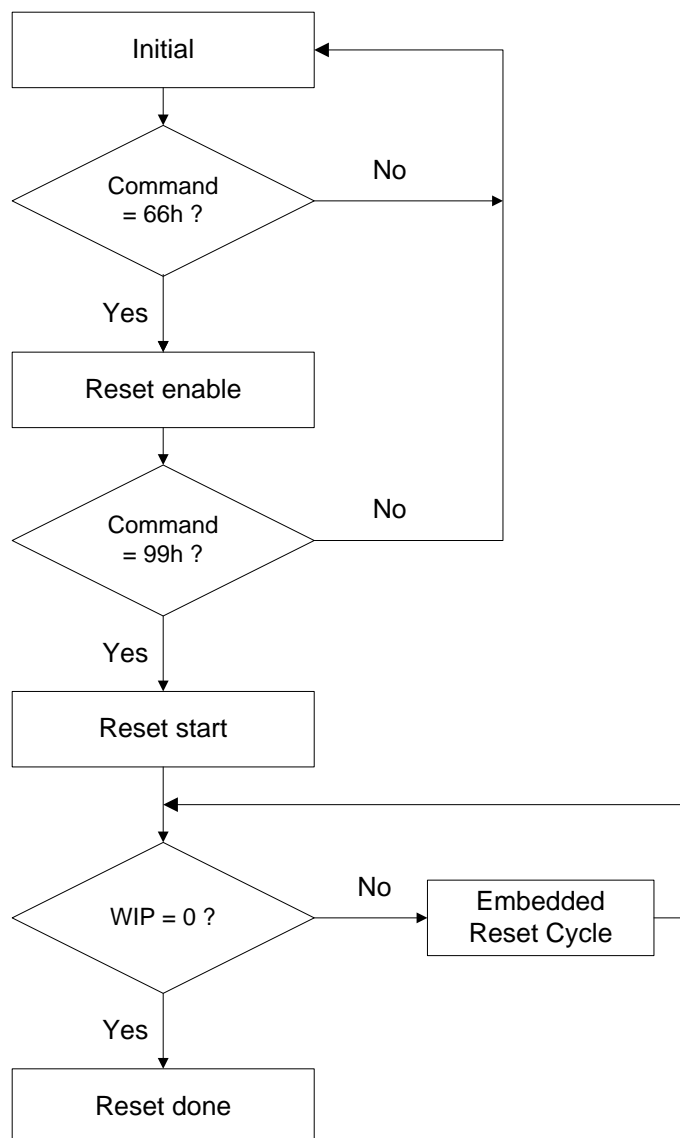 Initial
No
Command
= 66h ?
Yes
Reset enable
No
Command
= 99h ?
Yes
Reset start
No
WIP = 0 ?
Embedded
Reset Cycle
Yes
Reset done